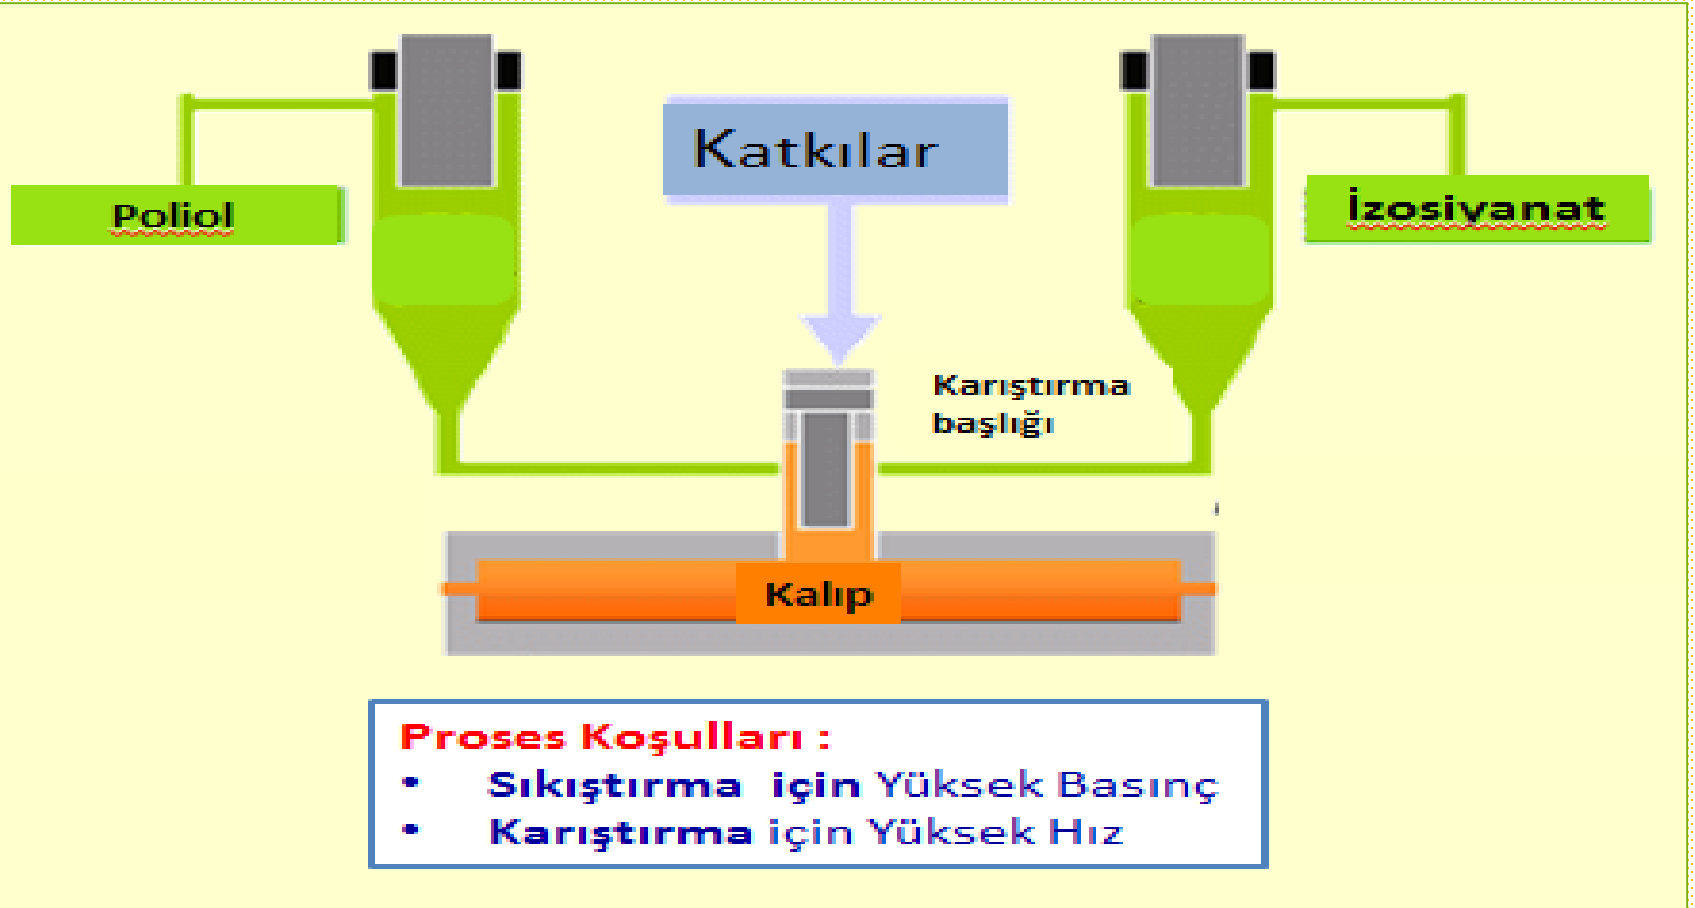 Katkılar
Poliol
İzosiyanat
Karıştırma
başlığı
Kalıp
Proses Koşulları :
• Sıkıştırma için Yüksek Basınç
• Karıştırma için Yüksek Hız